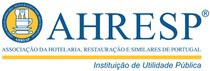 AHRESP®
ASSOCIAÇÃO DA HOTELARIA, RESTAURAÇÃO E SIMILARES DE PORTUGAL
Instituição de Utilidade Pública